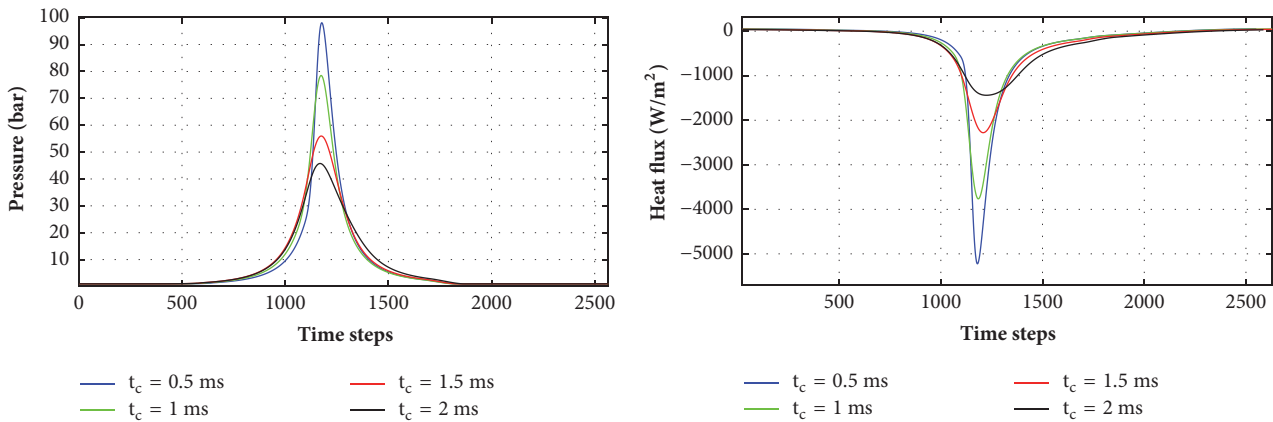 100
90
80
70
60
50
40
30
20
10
Pressure (bar)
0 500 1000 1500 2000 2500
Time steps
t_c = 0.5 ms
t_c = 1 ms
t_c = 1.5 ms
t_c = 2 ms
0
−1000
−2000
−3000
−4000
−5000
Heat flux (W/m²)
500 1000 1500 2000 2500
Time steps
t_c = 0.5 ms
t_c = 1 ms
t_c = 1.5 ms
t_c = 2 ms